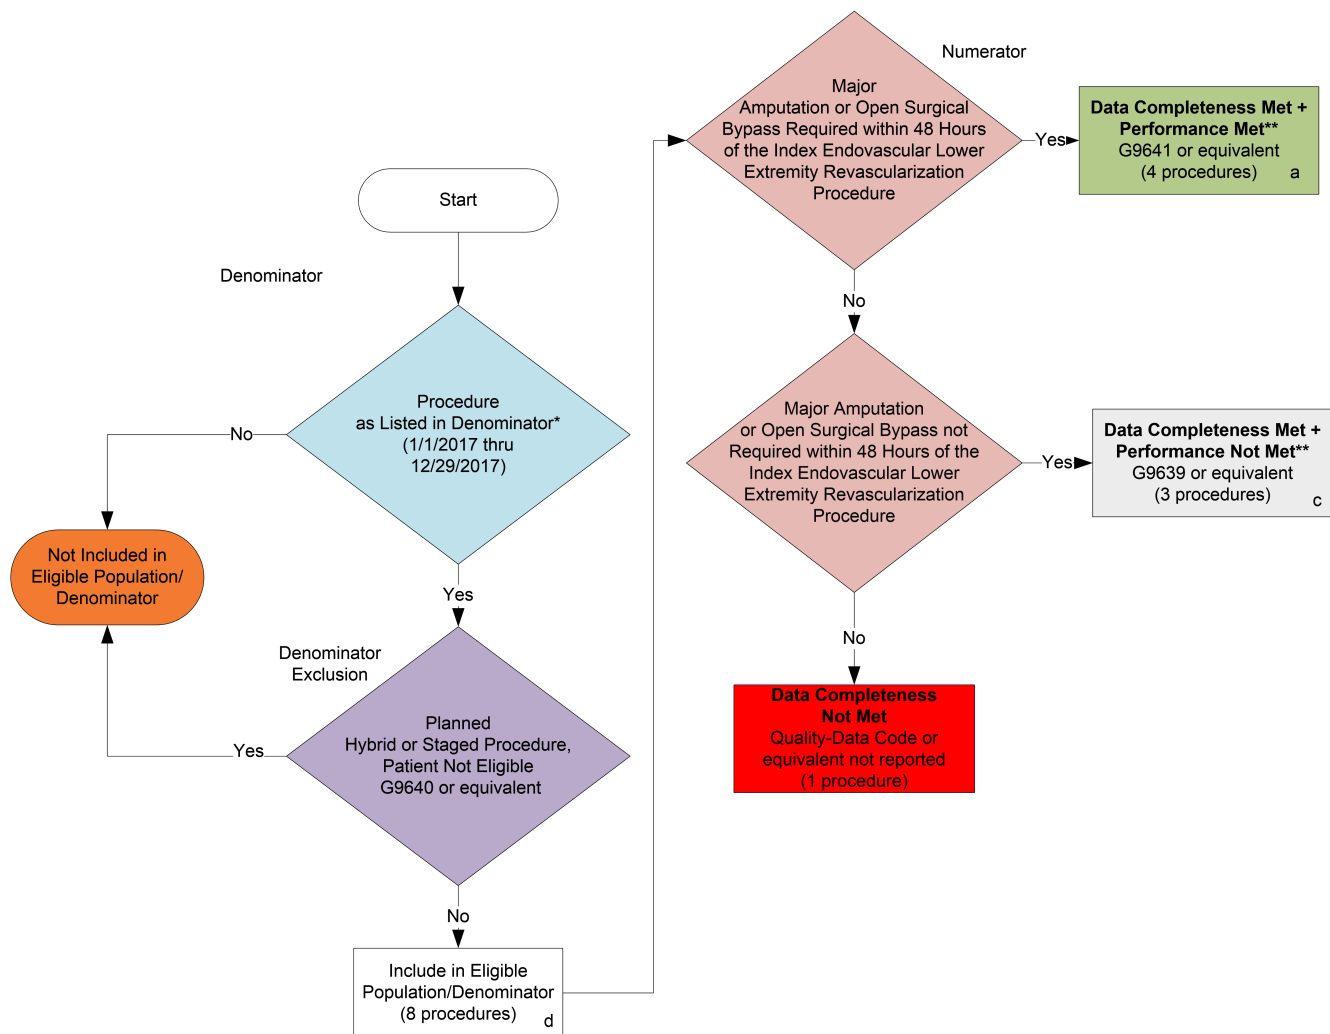 Start
Denominator
Procedure
as Listed in Denominator*
(1/1/2017 thru
12/29/2017)
No
Yes
Not Included in
Eligible Population/
Denominator
Denominator
Exclusion
Planned
Hybrid or Staged Procedure,
Patient Not Eligible
G9640 or equivalent
Yes
No
Include in Eligible
Population/Denominator
(8 procedures)
d
Numerator
Major
Amputation or Open Surgical
Bypass Required within 48 Hours
of the Index Endovascular Lower
Extremity Revascularization
Procedure
Yes
Data Completeness Met +
Performance Met**
G9641 or equivalent
(4 procedures)
a
No
Major Amputation
or Open Surgical Bypass not
Required within 48 Hours of the
Index Endovascular Lower
Extremity Revascularization
Procedure
Yes
Data Completeness Met +
Performance Not Met**
G9639 or equivalent
(3 procedures)
c
No
Data Completeness
Not Met
Quality-Data Code or
equivalent not reported
(1 procedure)